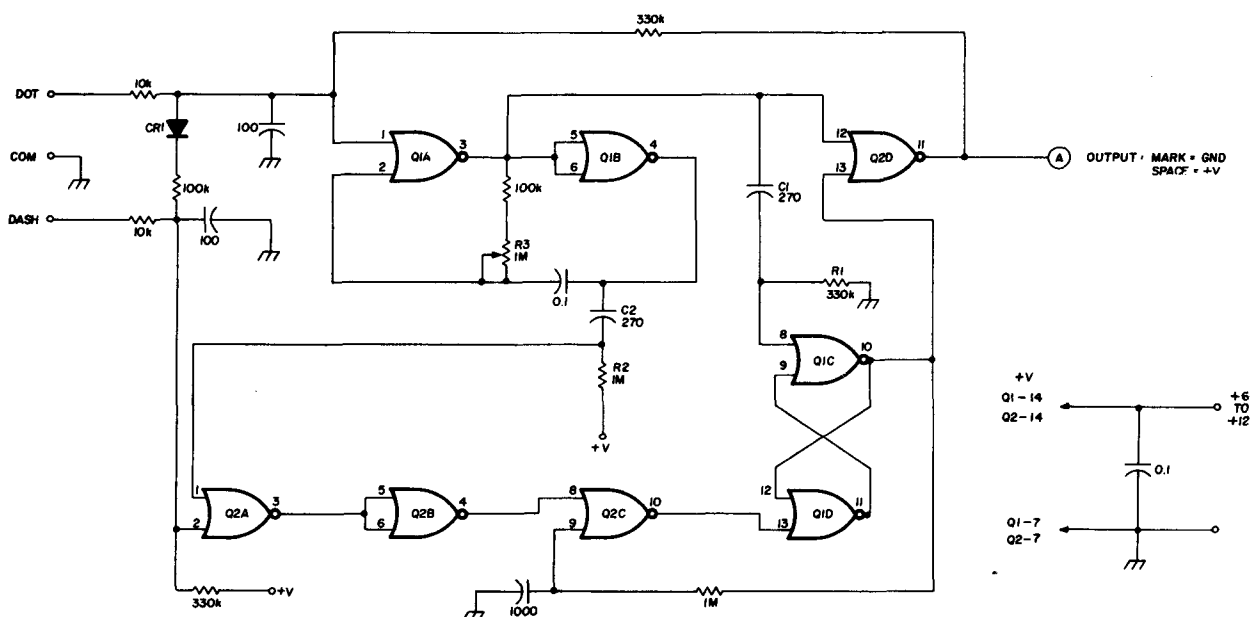 330k
DOT
10k
CR1
100
1
2
Q1A
3
5
6
Q1B
4
12
13
Q2D
11
A
OUTPUT: MARK = GND
SPACE = +V
COM
100k
100k
C1
270
DASH
10k
100
R3
1M
0.1
C2
270
R1
330k
8
9
Q1C
10
R2
1M
+V
+V
Q1-14
Q2-14
+6
TO
+12
0.1
Q1-7
Q2-7
1
2
Q2A
3
5
6
Q2B
4
8
9
Q2C
10
12
13
Q1D
11
330k
+V
1000
1M